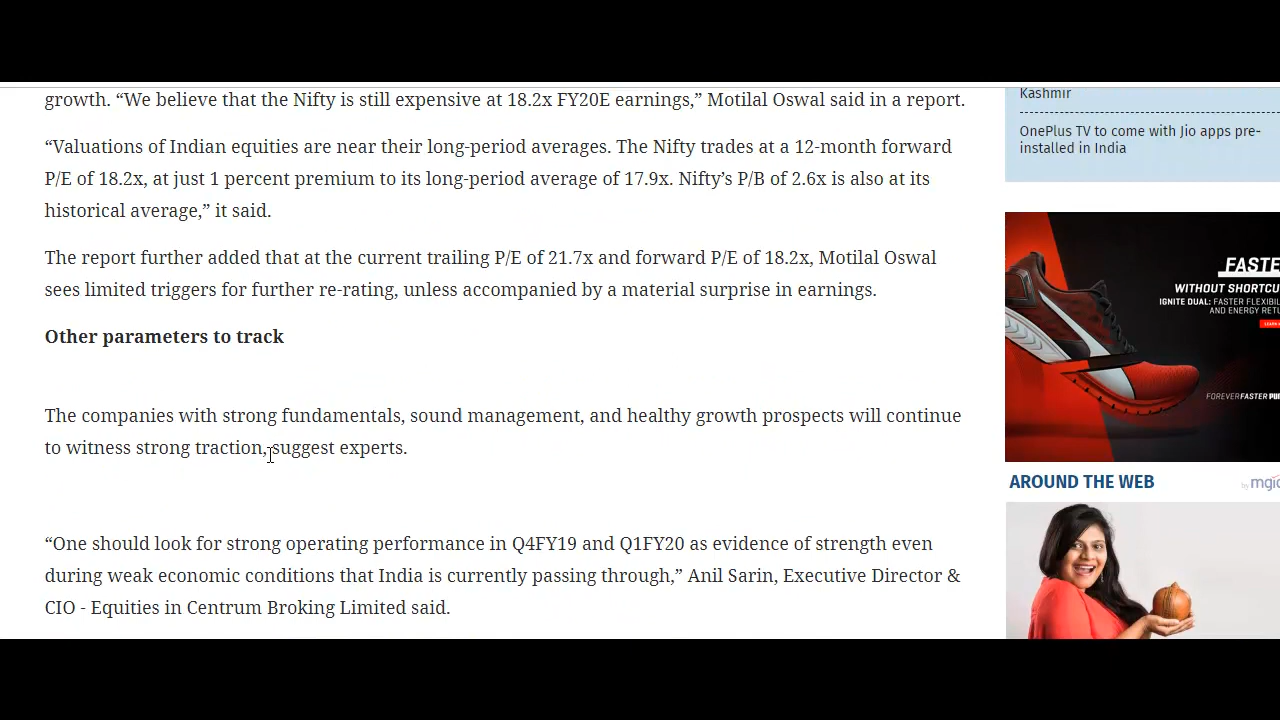 growth. “We believe that the Nifty is still expensive at 18.2x FY20E earnings,” Motilal Oswal said in a report.
“Valuations of Indian equities are near their long-period averages. The Nifty trades at a 12-month forward
P/E of 18.2x, at just 1 percent premium to its long-period average of 17.9x. Nifty’s P/B of 2.6x is also at its
historical average,” it said.
The report further added that at the current trailing P/E of 21.7x and forward P/E of 18.2x, Motilal Oswal
sees limited triggers for further re-rating, unless accompanied by a material surprise in earnings.
Other parameters to track
The companies with strong fundamentals, sound management, and healthy growth prospects will continue
to witness strong traction, suggest experts.
“One should look for strong operating performance in Q4FY19 and Q1FY20 as evidence of strength even
during weak economic conditions that India is currently passing through,” Anil Sarin, Executive Director &
CIO - Equities in Centrum Broking Limited said.
Kashmir
OnePlus TV to come with Jio apps pre-
installed in India
FASTE
WITHOUT SHORTCU
IGNITE DUAL: FASTER FLEXIBIL
AND ENERGY RETU
LEARN
FOREVER FASTER PU
AROUND THE WEB
by mgic